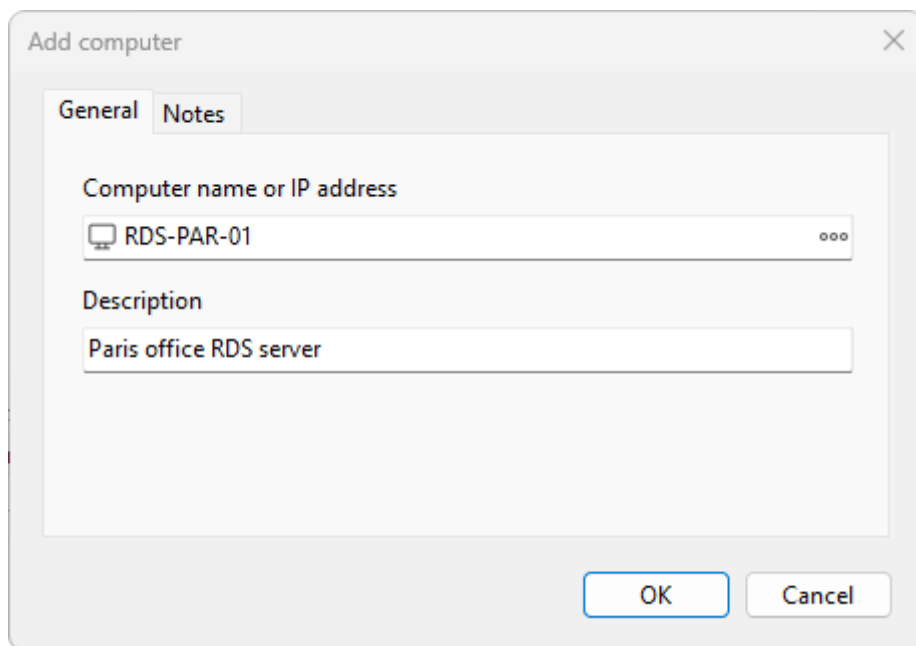 Add computer
General
Notes
Computer name or IP address
RDS-PAR-01
Description
Paris office RDS server
OK
Cancel